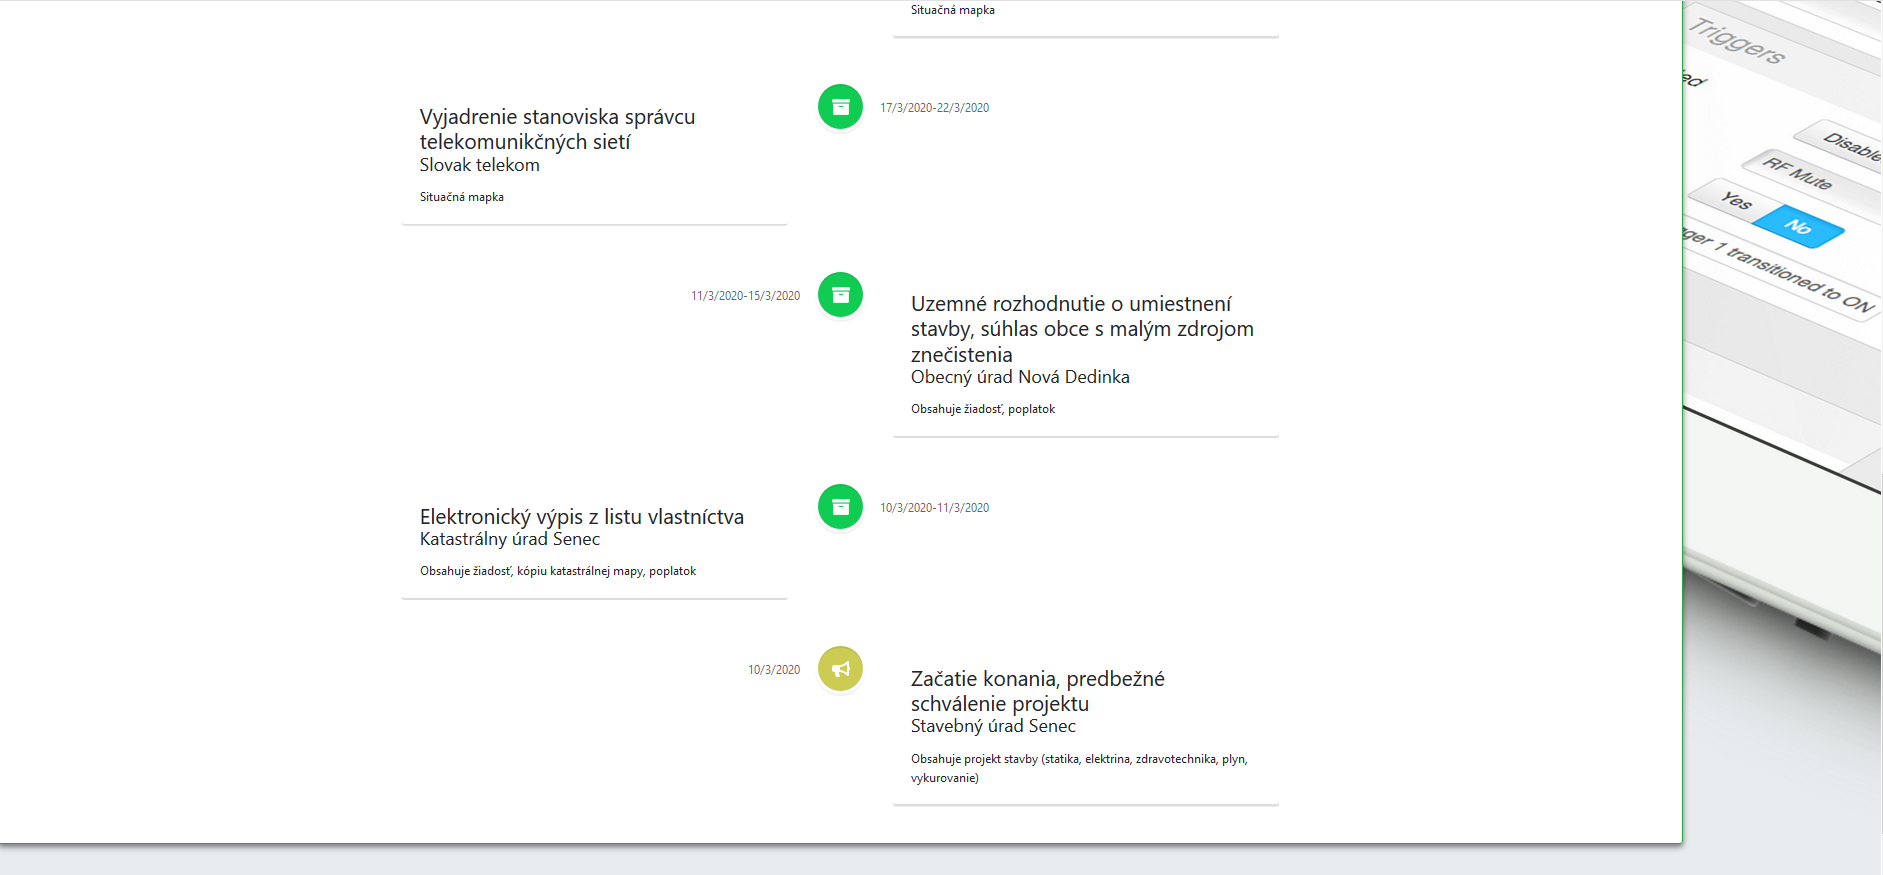 Situačná mapka
17/3/2020-22/3/2020
Vyjadrenie stanoviska správcu
telekomunikčných sietí
Slovak telekom
Situačná mapka
11/3/2020-15/3/2020
Uzemné rozhodnutie o umiestnení
stavby, súhlas obce s malým zdrojom
znečistenia
Obecný úrad Nová Dedinka
Obsahuje žiadosť, poplatok
10/3/2020-11/3/2020
Elektronický výpis z listu vlastníctva
Katastrálny úrad Senec
Obsahuje žiadosť, kópiu katastrálnej mapy, poplatok
10/3/2020
Začatie konania, predbežné
schválenie projektu
Stavebný úrad Senec
Obsahuje projekt stavby (statika, elektrina, zdravotechnika, plyn,
vykurovanie)
Triggers
RF Mute
Yes No
1 transitioned to ON